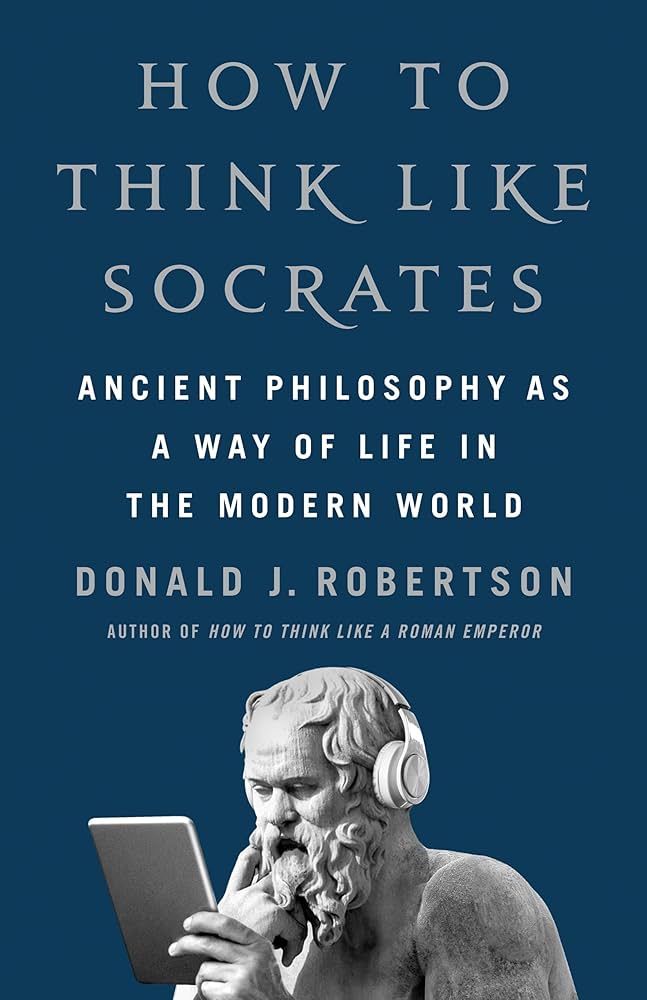 HOW TO
THINK LIKE
SOCRATES
ANCIENT PHILOSOPHY AS
A WAY OF LIFE IN
THE MODERN WORLD
DONALD J. ROBERTSON
AUTHOR OF HOW TO THINK LIKE A ROMAN EMPEROR